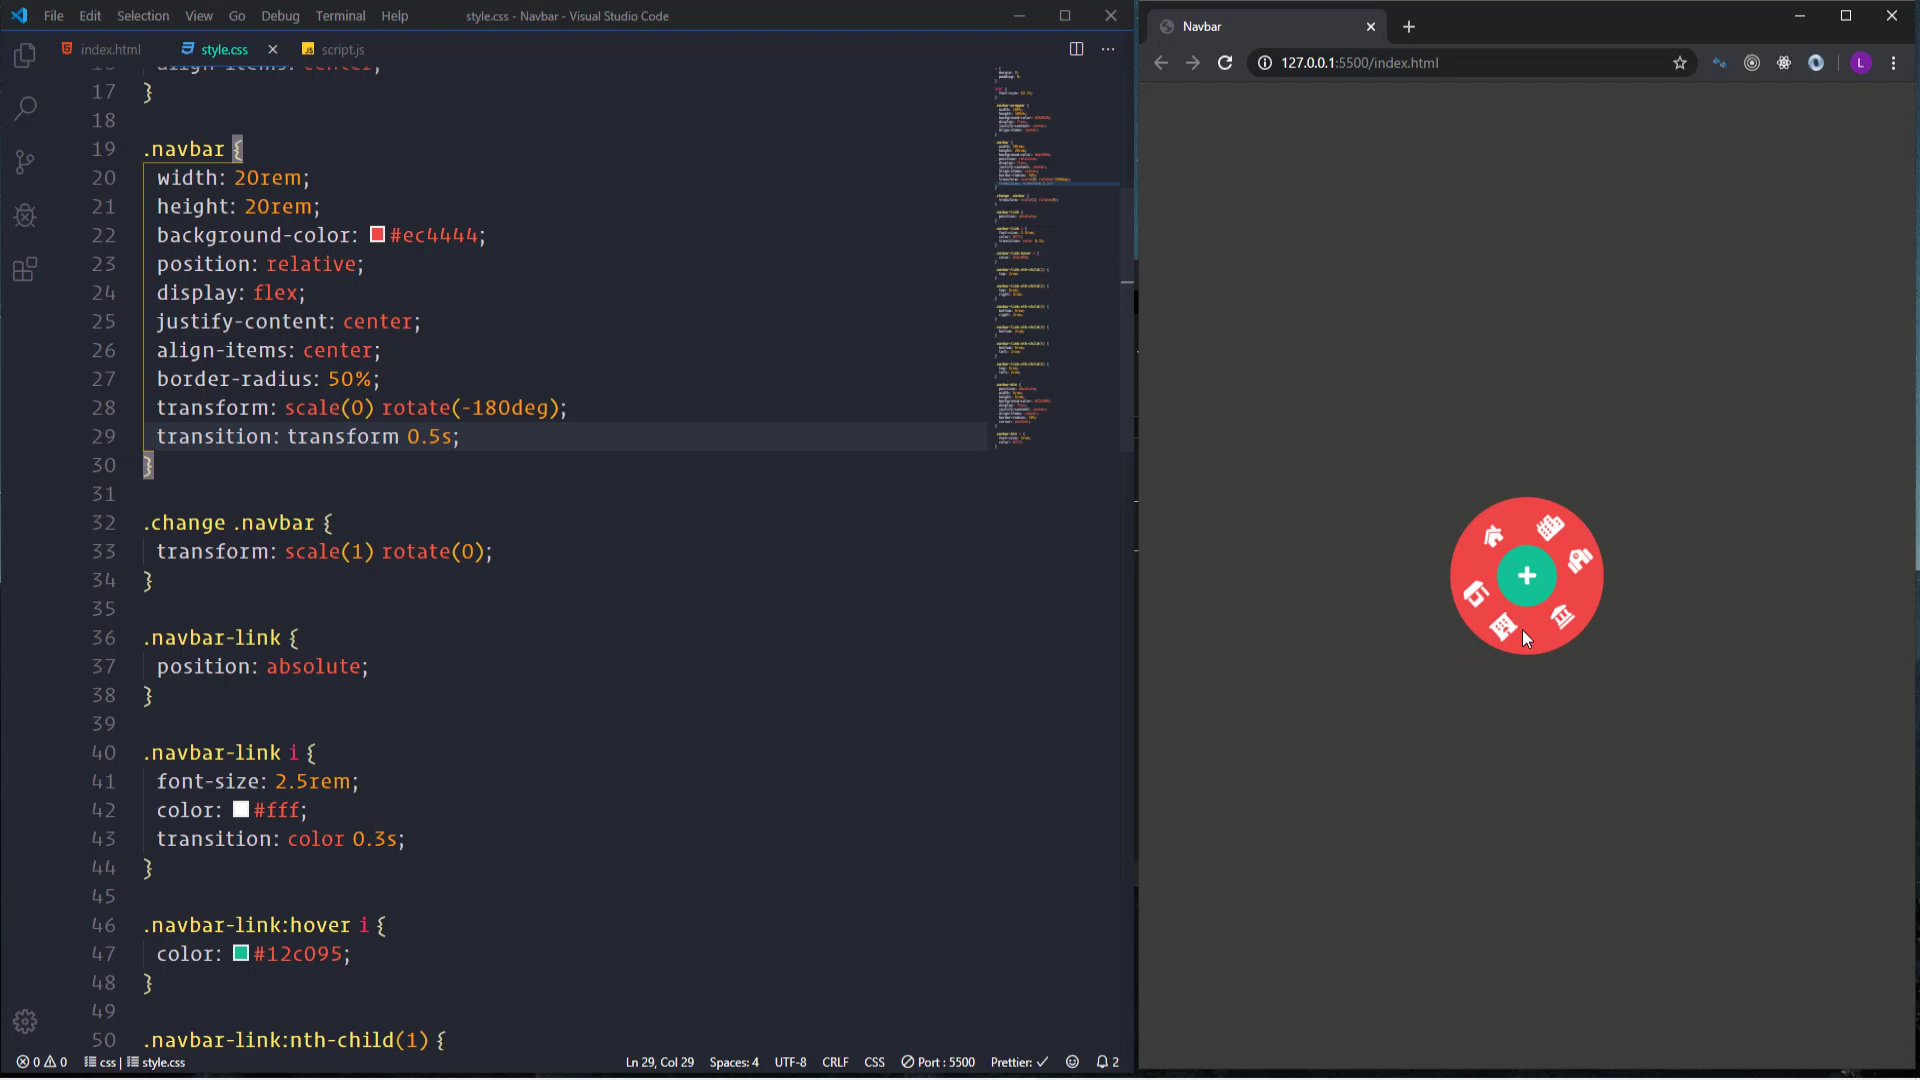 File Edit Selection View Go Debug Terminal Help
style.css - Navbar - Visual Studio Code
index.html
style.css
script.js
16 align-items: center;
17 }
18
19 .navbar {
20 width: 20rem;
21 height: 20rem;
22 background-color: #ec4444;
23 position: relative;
24 display: flex;
25 justify-content: center;
26 align-items: center;
27 border-radius: 50%;
28 transform: scale(0) rotate(-180deg);
29 transition: transform 0.5s;
30 }
31
32 .change .navbar {
33 transform: scale(1) rotate(0);
34 }
35
36 .navbar-link {
37 position: absolute;
38 }
39
40 .navbar-link i {
41 font-size: 2.5rem;
42 color: #fff;
43 transition: color 0.3s;
44 }
45
46 .navbar-link:hover i {
47 color: #12c095;
48 }
49
50 .navbar-link:nth-child(1) {
0 0 css | style.css
Ln 29, Col 29 Spaces: 4 UTF-8 CRLF CSS Port : 5500 Prettier: ✓ 2
Navbar
127.0.0.1:5500/index.html
L